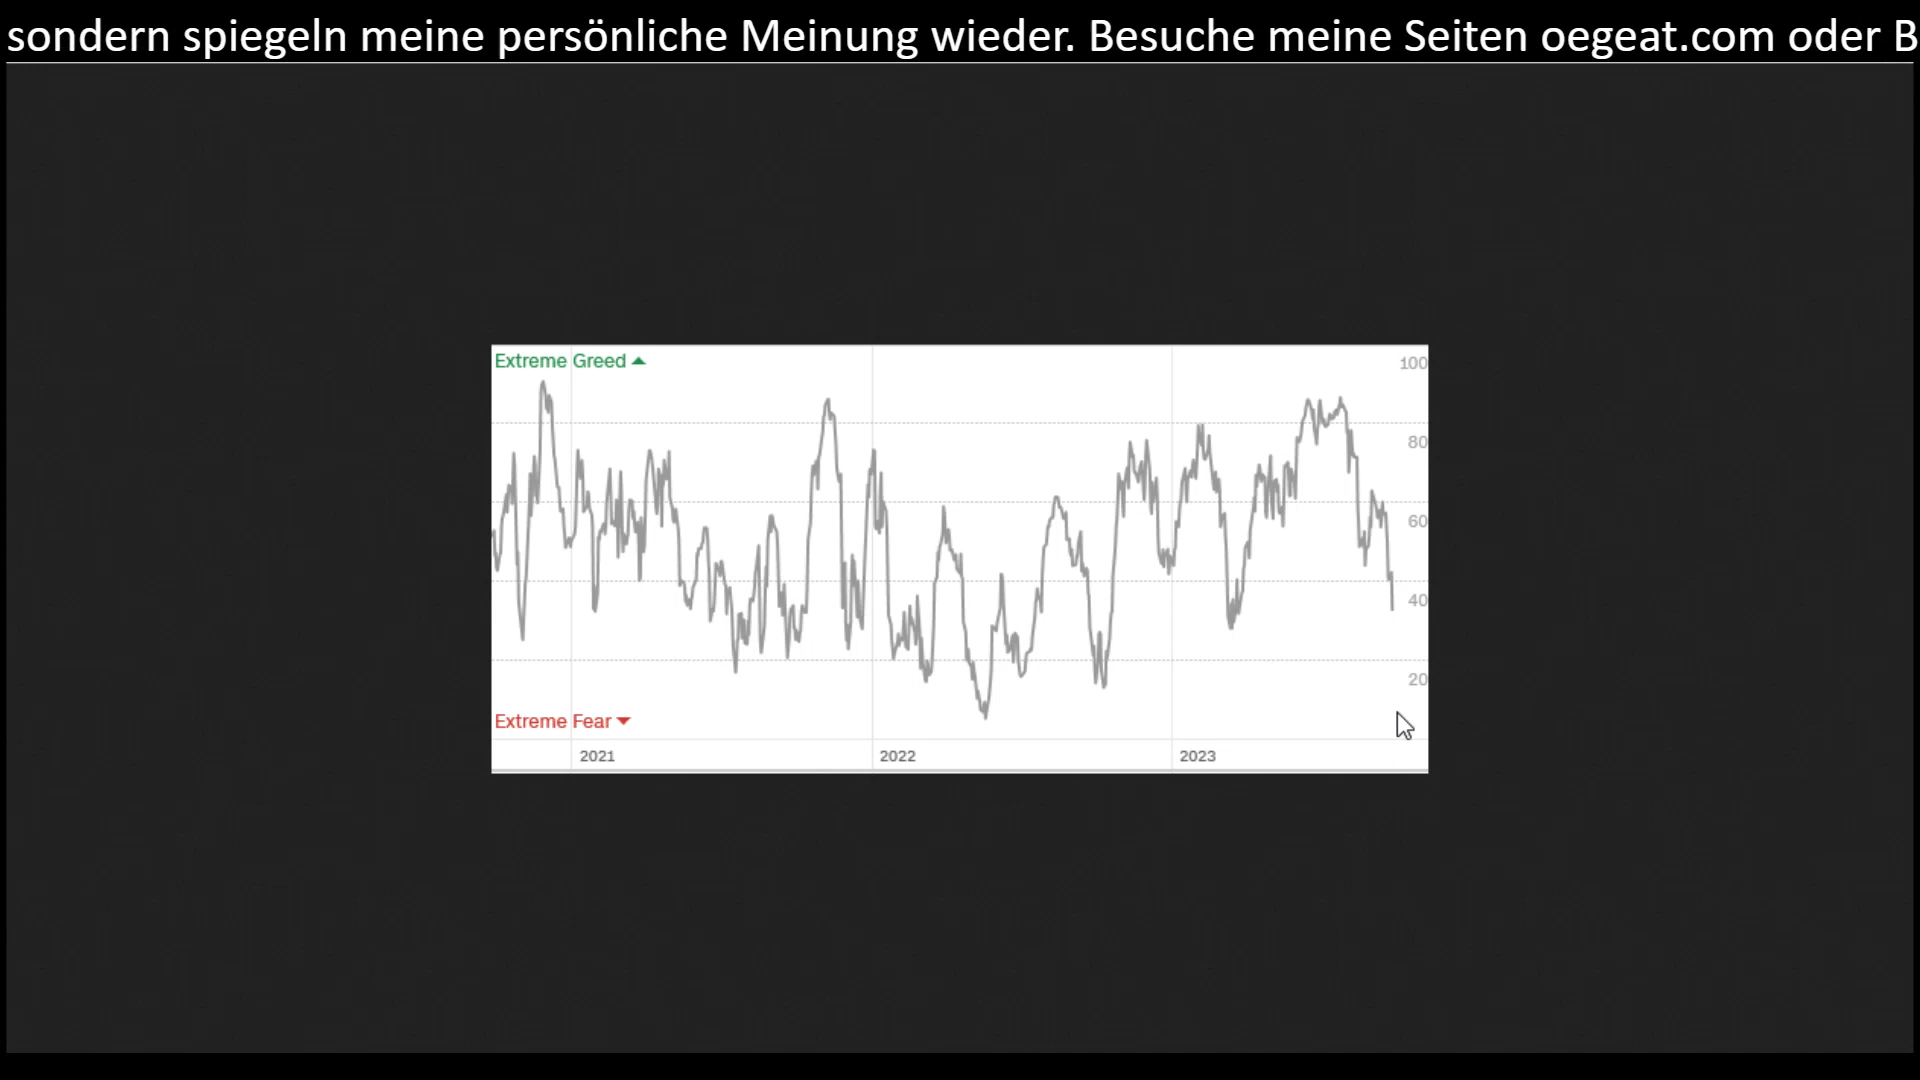 sondern spiegeln meine persönliche Meinung wieder. Besuche meine Seiten oegeat.com oder B
Extreme Greed
100
80
60
40
20
Extreme Fear
2021 2022 2023